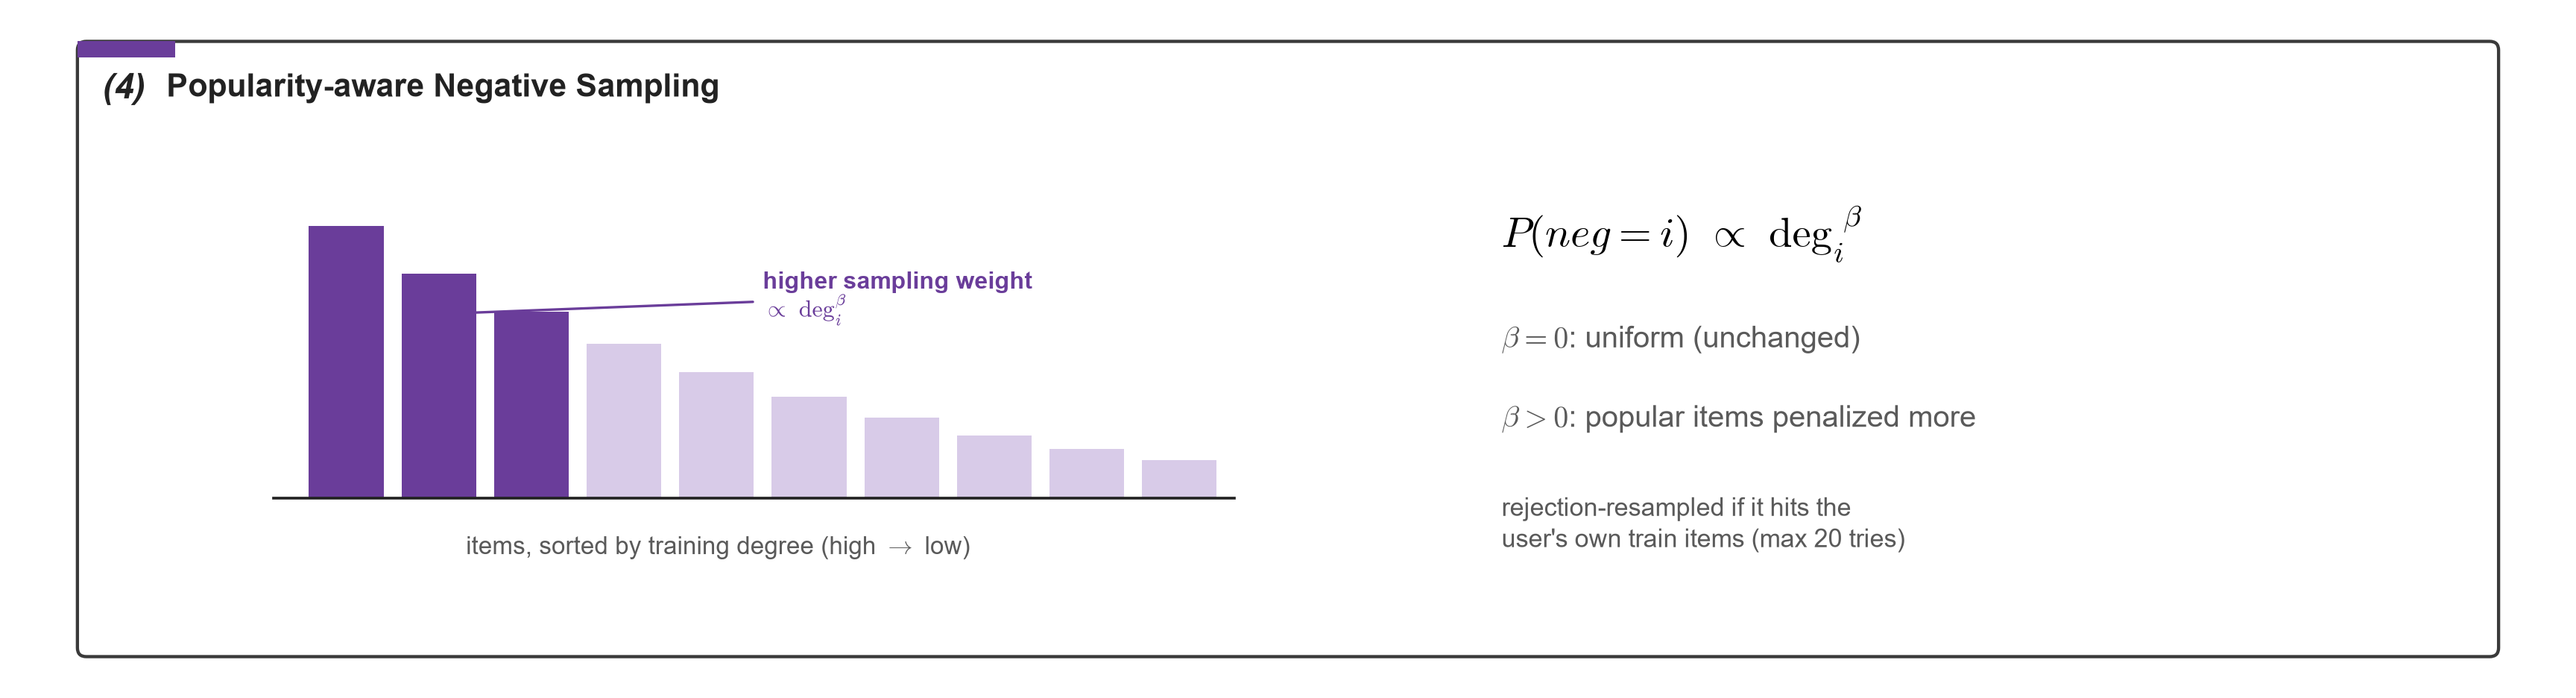 (4) Popularity-aware Negative Sampling
higher sampling weight
∝ deg_i^β
items, sorted by training degree (high → low)
P(neg = i) ∝ deg_i^β
β = 0: uniform (unchanged)
β > 0: popular items penalized more
rejection-resampled if it hits the
user's own train items (max 20 tries)